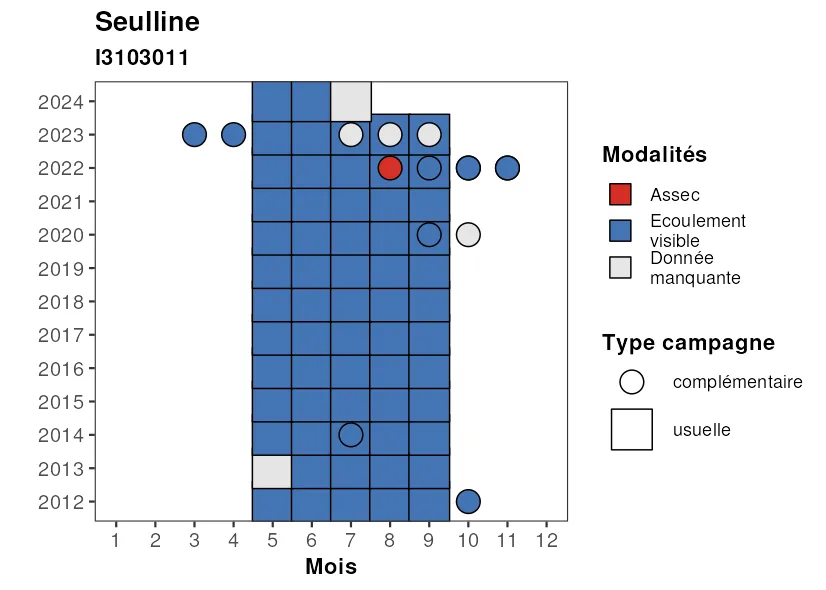 Seulline
I3103011
2024
2023
2022
2021
2020
2019
2018
2017
2016
2015
2014
2013
2012
1 2 3 4 5 6 7 8 9 10 11 12
Mois
Modalités
Assec
Ecoulement
visible
Donnée
manquante
Type campagne
complémentaire
usuelle